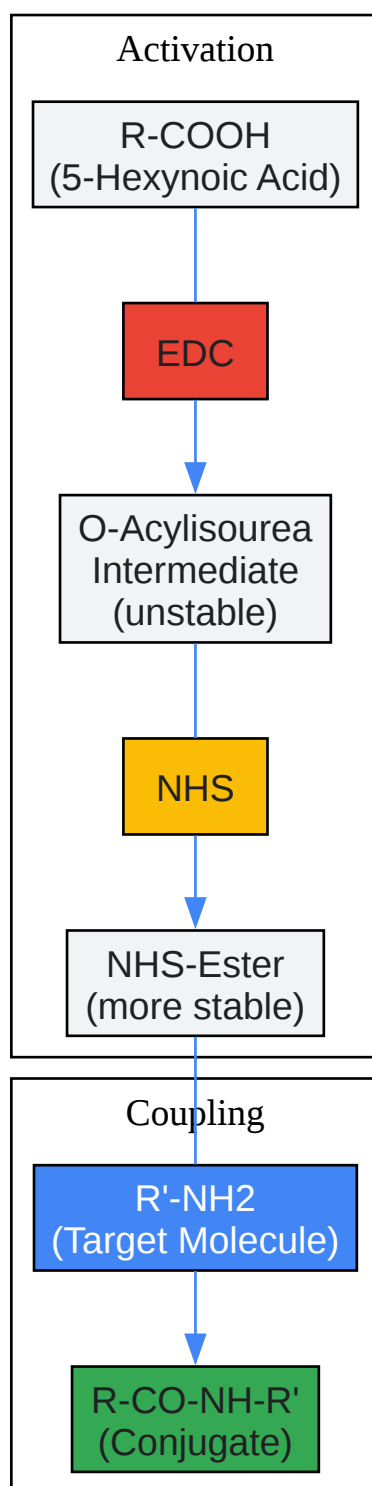 Activation
R-COOH
(5-Hexynoic Acid)
EDC
O-Acylisourea
Intermediate
(unstable)
NHS
NHS-Ester
(more stable)
Coupling
R'-NH2
(Target Molecule)
R-CO-NH-R'
(Conjugate)